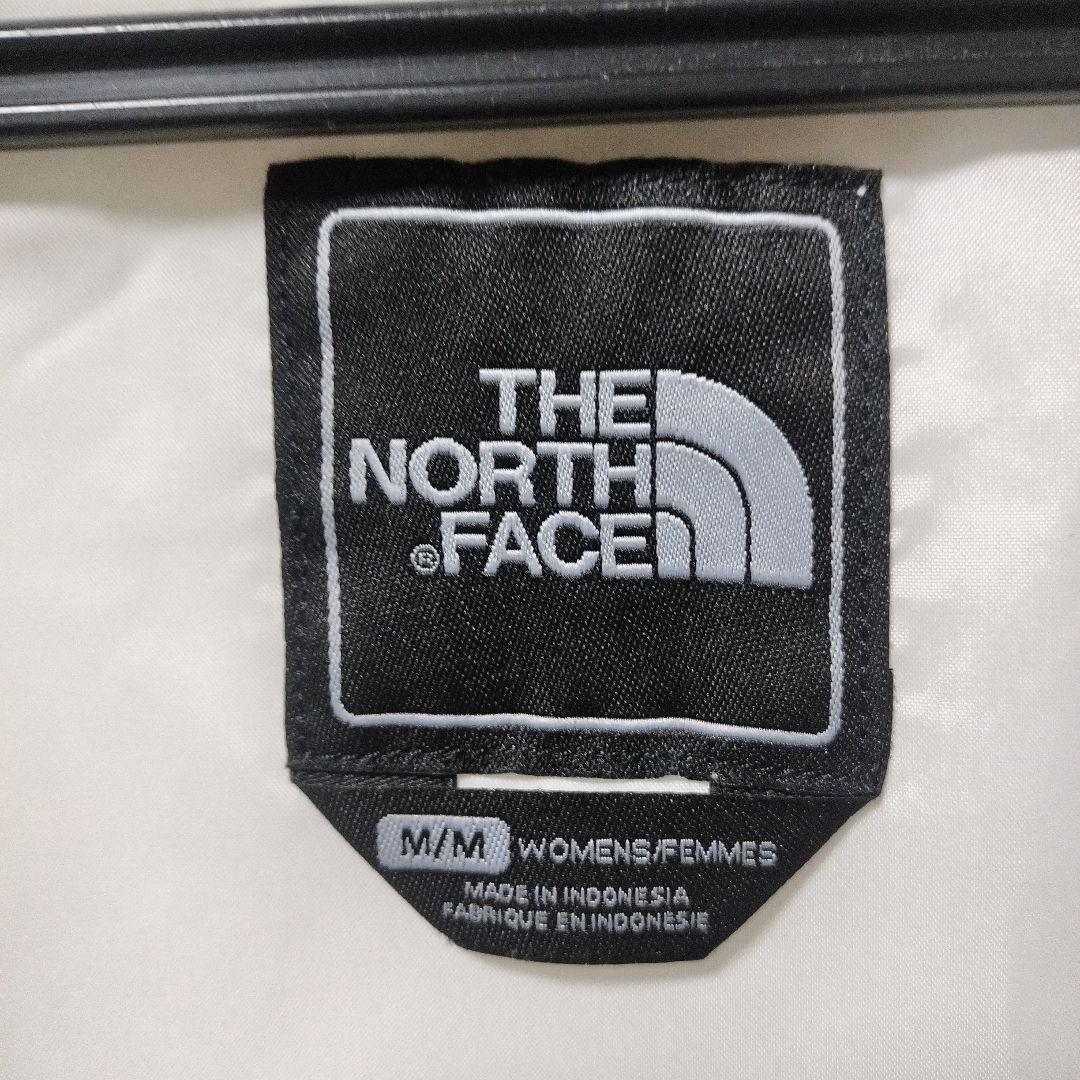 THE
NORTH
®FACE
M/M WOMENS/FEMMES
MADE IN INDONESIA
FABRIQUE EN INDONESIE